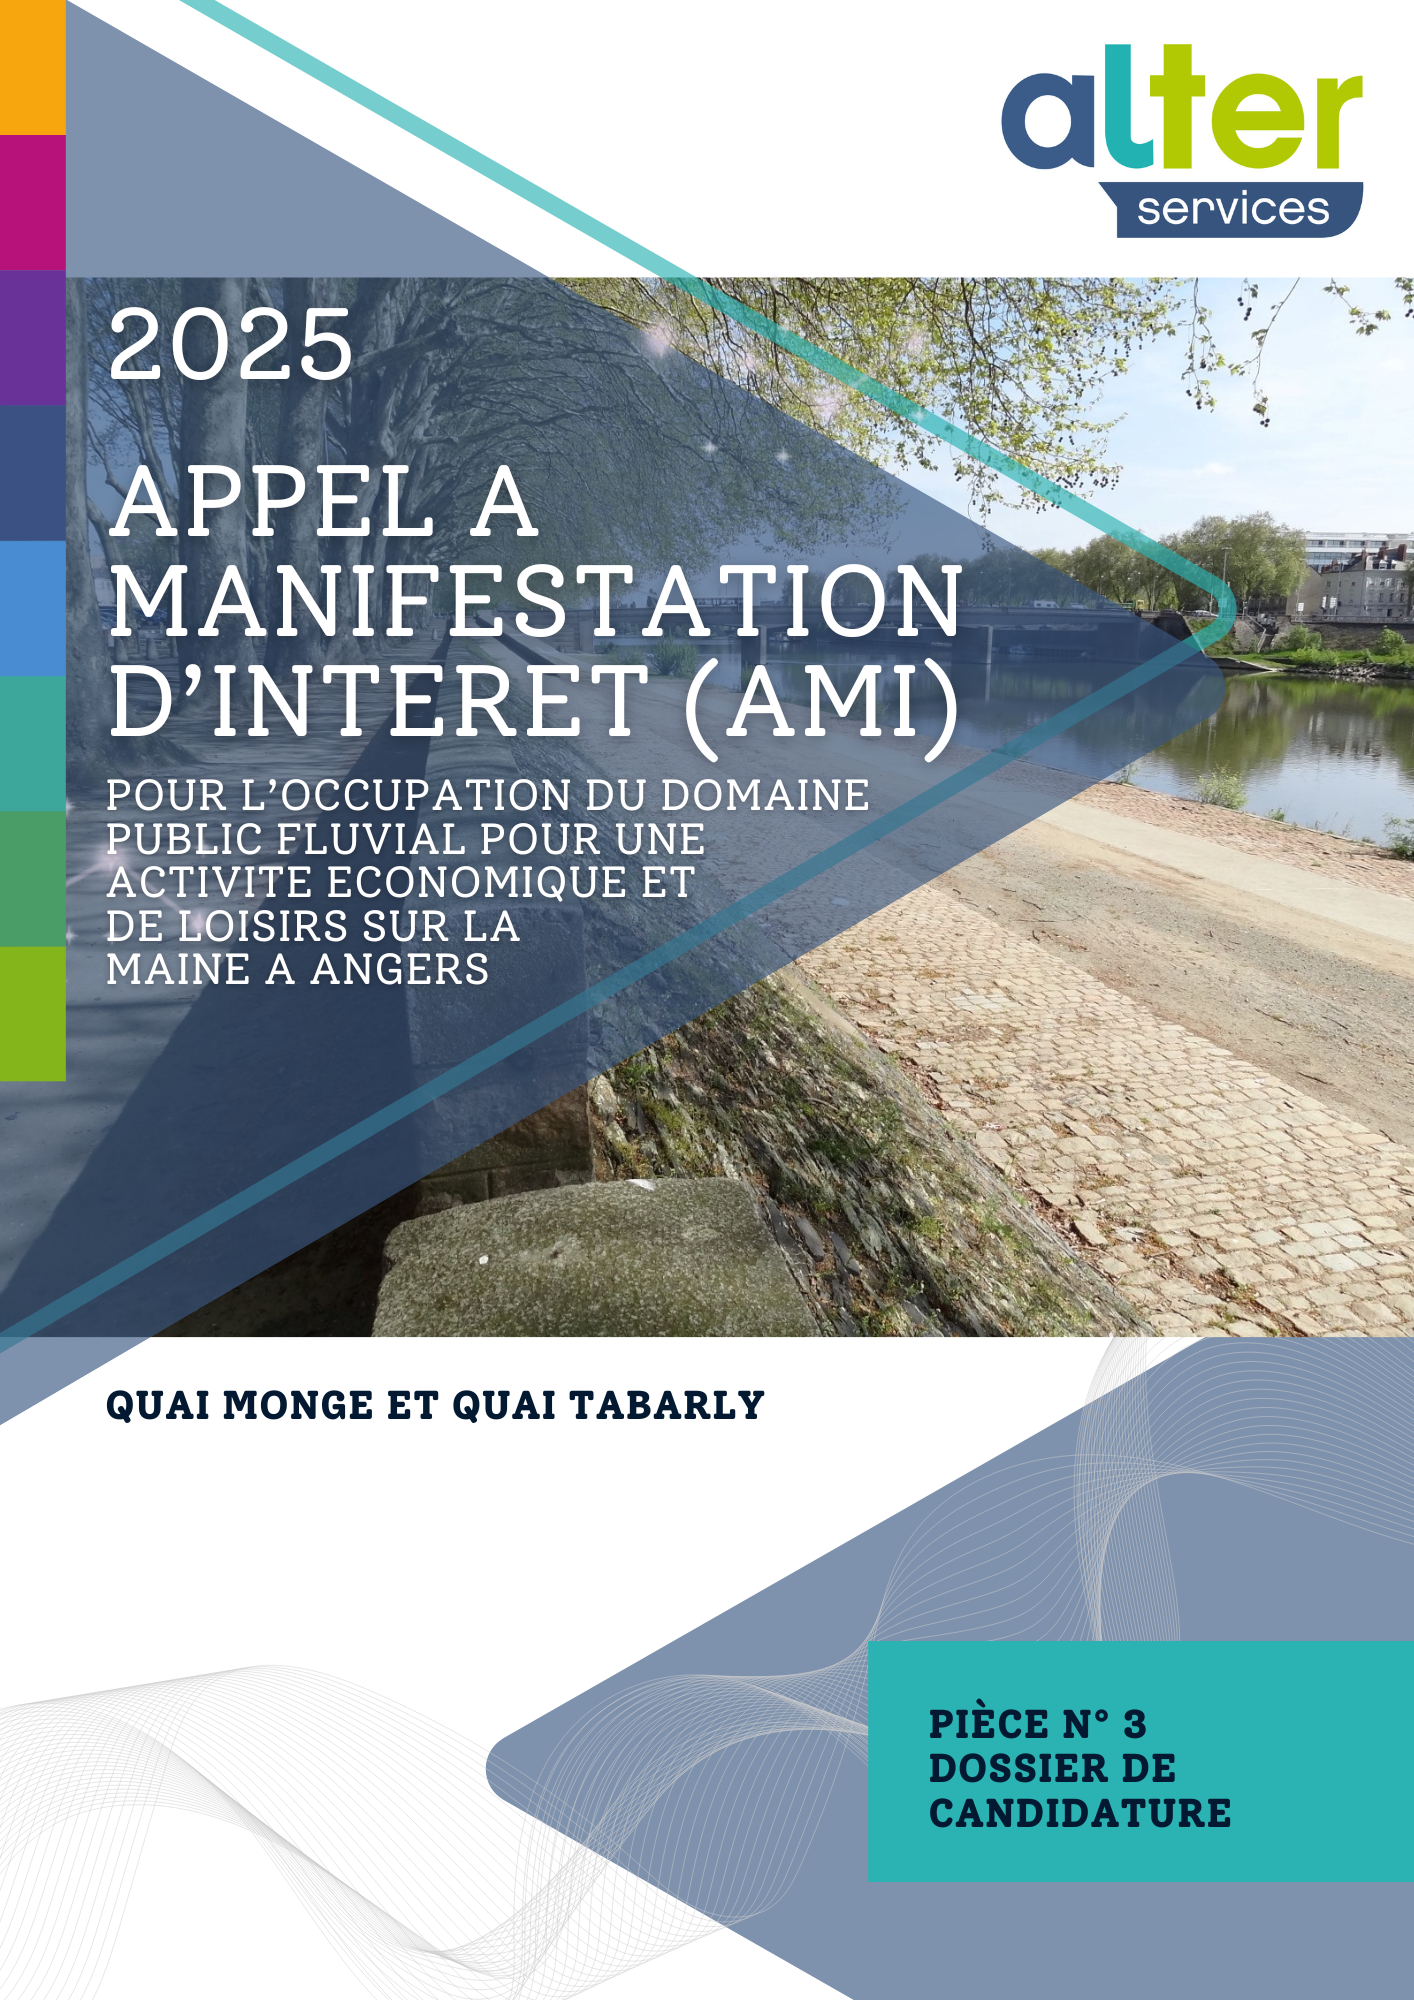 alter
services
2025
APPEL A
MANIFESTATION
D’INTERET (AMI)
POUR L’OCCUPATION DU DOMAINE
PUBLIC FLUVIAL POUR UNE
ACTIVITE ECONOMIQUE ET
DE LOISIRS SUR LA
MAINE A ANGERS
QUAI MONGE ET QUAI TABARLY
PIÈCE N° 3
DOSSIER DE
CANDIDATURE